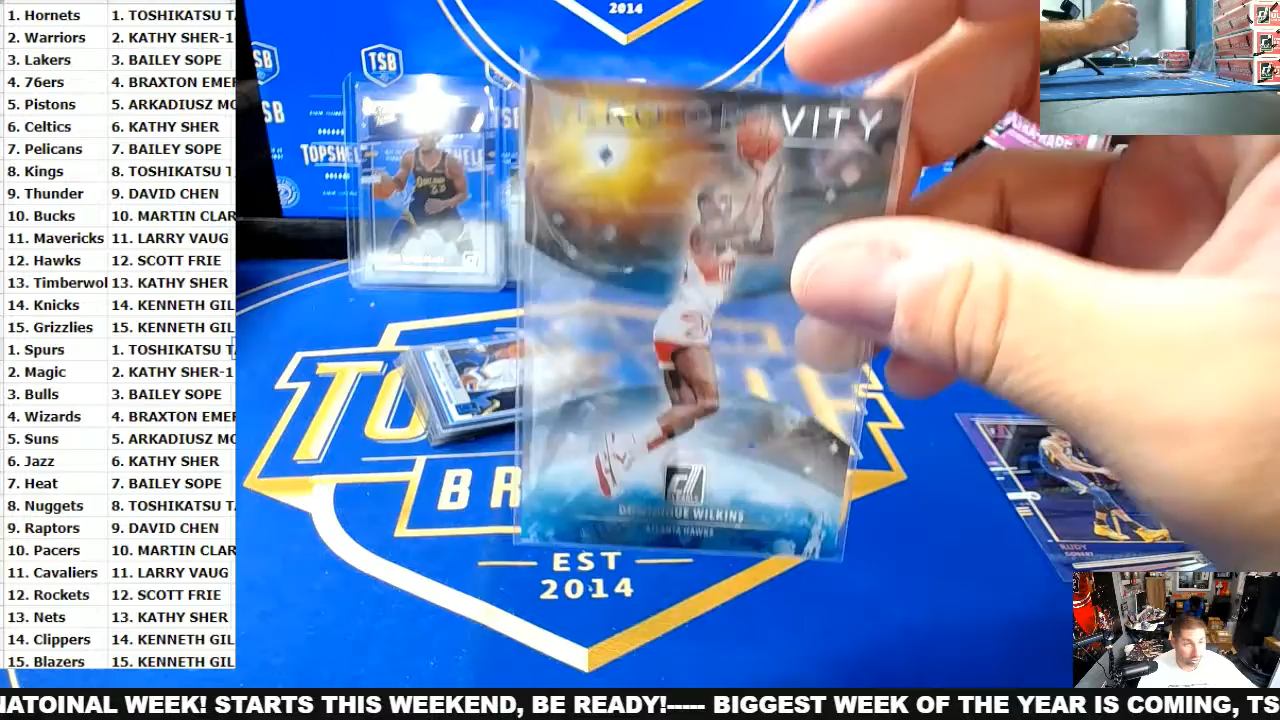 1. Hornets 1. TOSHIKATSU T
2. Warriors 2. KATHY SHER-1
3. Lakers 3. BAILEY SOPE
4. 76ers 4. BRAXTON EMER
5. Pistons 5. ARKADIUSZ MO
6. Celtics 6. KATHY SHER
7. Pelicans 7. BAILEY SOPE
8. Kings 8. TOSHIKATSU T
9. Thunder 9. DAVID CHEN
10. Bucks 10. MARTIN CLAR
11. Mavericks 11. LARRY VAUG
12. Hawks 12. SCOTT FRIE
13. Timberwol 13. KATHY SHER
14. Knicks 14. KENNETH GIL
15. Grizzlies 15. KENNETH GIL
1. Spurs 1. TOSHIKATSU T
2. Magic 2. KATHY SHER-1
3. Bulls 3. BAILEY SOPE
4. Wizards 4. BRAXTON EMER
5. Suns 5. ARKADIUSZ MO
6. Jazz 6. KATHY SHER
7. Heat 7. BAILEY SOPE
8. Nuggets 8. TOSHIKATSU T
9. Raptors 9. DAVID CHEN
10. Pacers 10. MARTIN CLAR
11. Cavaliers 11. LARRY VAUG
12. Rockets 12. SCOTT FRIE
13. Nets 13. KATHY SHER
14. Clippers 14. KENNETH GIL
15. Blazers 15. KENNETH GIL
2014
TSB
SB
TOPSHEL
VITY
WILKINS
ATLANTA HAWKS
TO
BR
EST
2014
RUDY
GOBERT
NATOINAL WEEK! STARTS THIS WEEKEND, BE READY!----- BIGGEST WEEK OF THE YEAR IS COMING, TS